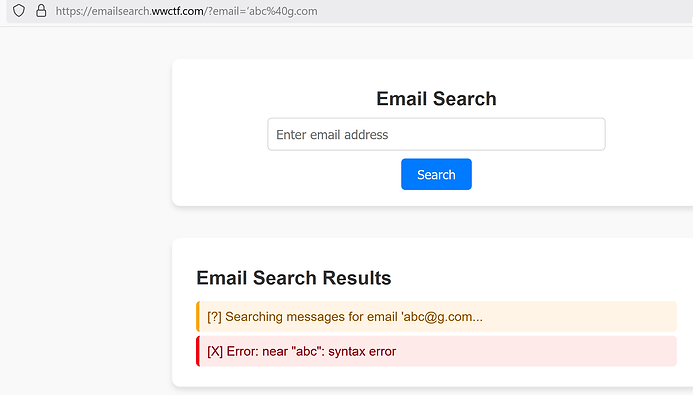 https://emailsearch.wwctf.com/?email='abc%40g.com
Email Search
Enter email address
Search
Email Search Results
[?] Searching messages for email 'abc@g.com...
[X] Error: near "abc": syntax error